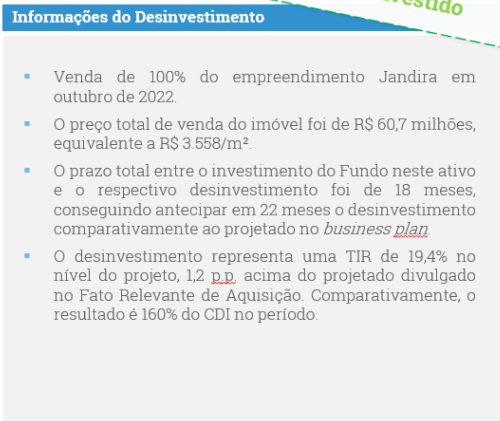 Informações do Desinvestimento
▪ Venda de 100% do empreendimento Jandira em
outubro de 2022.
▪ O preço total de venda do imóvel foi de R$ 60,7 milhões,
equivalente a R$ 3.558/m².
▪ O prazo total entre o investimento do Fundo neste ativo
e o respectivo desinvestimento foi de 18 meses,
conseguindo antecipar em 22 meses o desinvestimento
comparativamente ao projetado no business plan.
▪ O desinvestimento representa uma TIR de 19,4% no
nível do projeto, 1,2 p.p. acima do projetado divulgado
no Fato Relevante de Aquisição. Comparativamente, o
resultado é 160% do CDI no período.